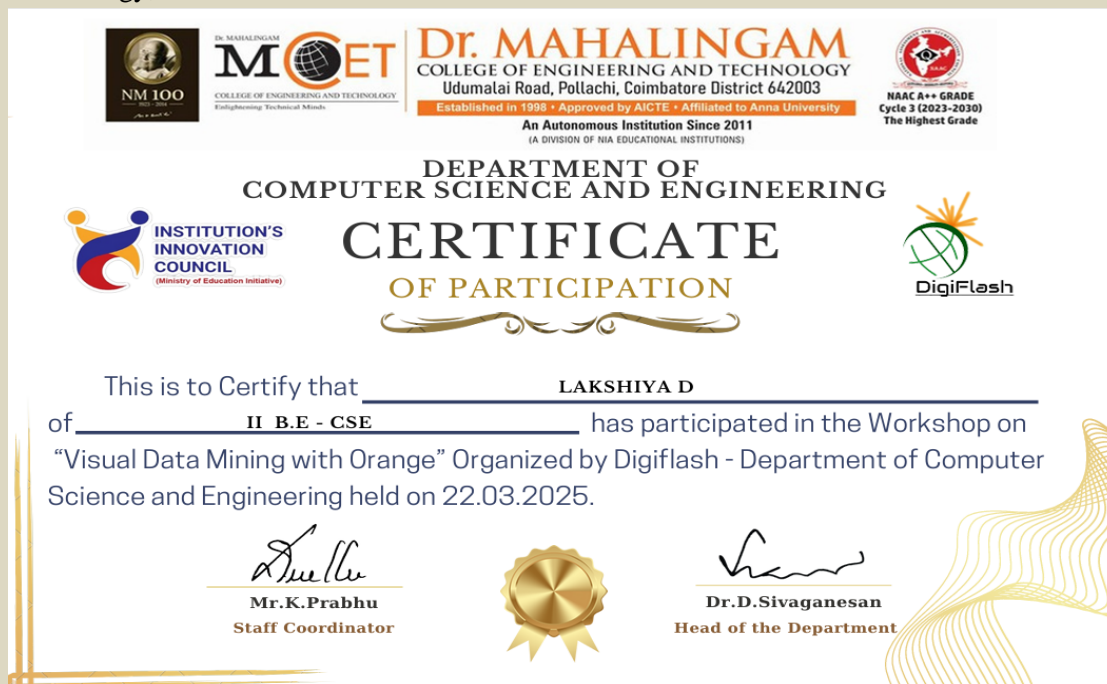 Dr. MAHALINGAM
MCET
COLLEGE OF ENGINEERING AND TECHNOLOGY
Enlightening Technical Minds
NM 100
1923 - 2014
Dr. MAHALINGAM
COLLEGE OF ENGINEERING AND TECHNOLOGY
Udumalai Road, Pollachi, Coimbatore District 642003
Established in 1998 • Approved by AICTE • Affiliated to Anna University
An Autonomous Institution Since 2011
(A DIVISION OF NIA EDUCATIONAL INSTITUTIONS)
NAAC
NAAC A++ GRADE
Cycle 3 (2023-2030)
The Highest Grade
DEPARTMENT OF
COMPUTER SCIENCE AND ENGINEERING
INSTITUTION'S
INNOVATION
COUNCIL
(Ministry of Education Initiative)
CERTIFICATE
OF PARTICIPATION
DigiFlash
This is to Certify that LAKSHIYA D
of II B.E - CSE has participated in the Workshop on
“Visual Data Mining with Orange” Organized by Digiflash - Department of Computer
Science and Engineering held on 22.03.2025.
Mr.K.Prabhu
Staff Coordinator
Dr.D.Sivaganesan
Head of the Department